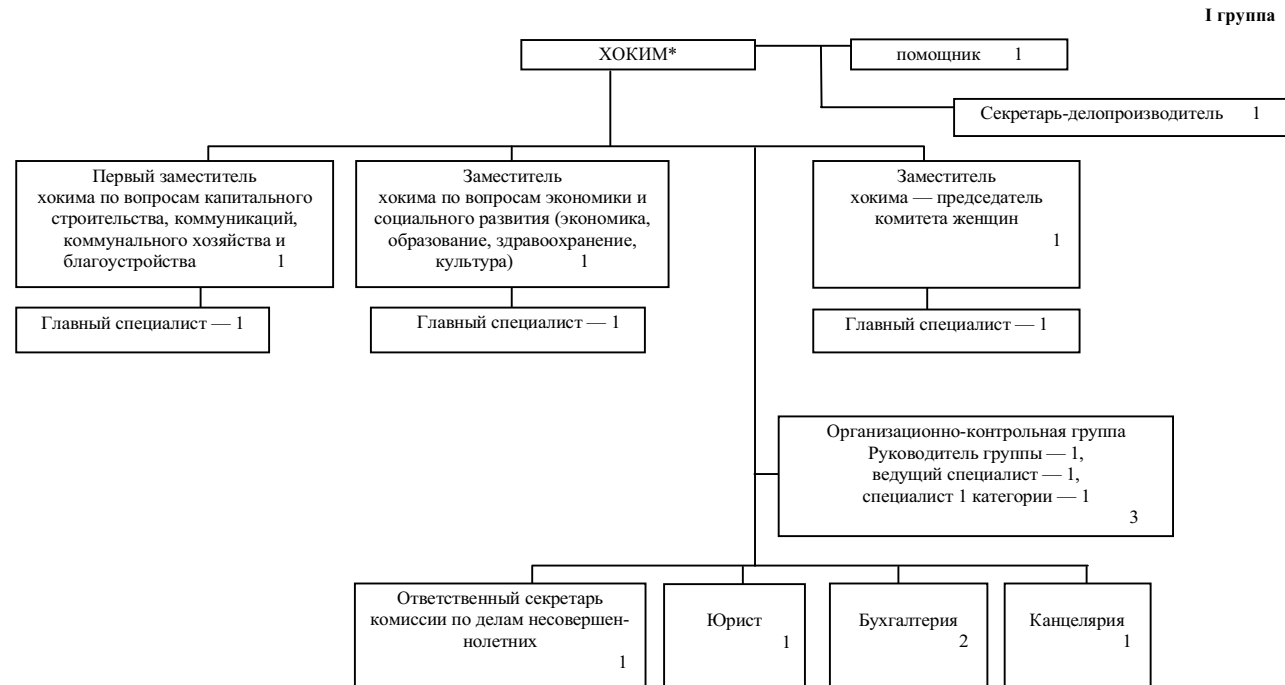 I группа
ХОКИМ*
помощник 1
Секретарь-делопроизводитель 1
Первый заместитель
хокима по вопросам капитального
строительства, коммуникаций,
коммунального хозяйства и
благоустройства 1
Заместитель
хокима по вопросам экономики и
социального развития (экономика,
образование, здравоохранение,
культура) 1
Заместитель
хокима — председатель
комитета женщин
1
Главный специалист — 1
Главный специалист — 1
Главный специалист — 1
Организационно-контрольная группа
Руководитель группы — 1,
ведущий специалист — 1,
специалист 1 категории — 1
3
Ответственный секретарь
комиссии по делам несовершен-
нолетних
1
Юрист
1
Бухгалтерия
2
Канцелярия
1